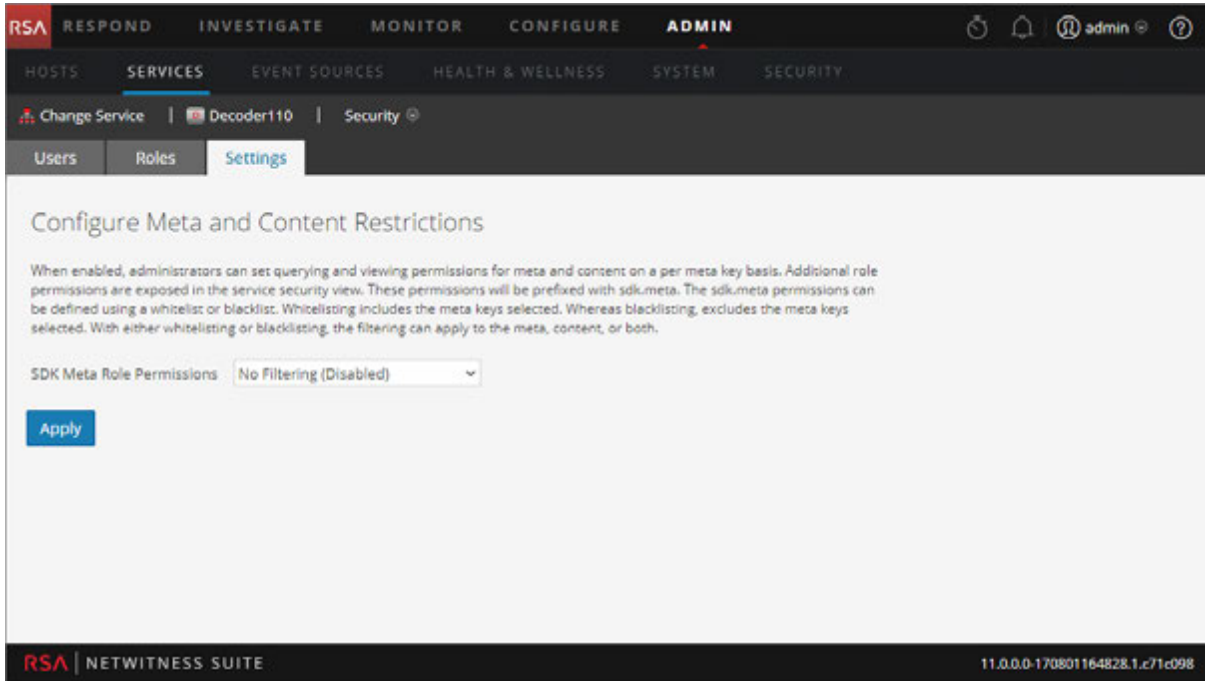 RSA RESPOND INVESTIGATE MONITOR CONFIGURE ADMIN admin ?
HOSTS SERVICES EVENT SOURCES HEALTH & WELLNESS SYSTEM SECURITY
Change Service | Decoder110 | Security
Users Roles Settings
Configure Meta and Content Restrictions
When enabled, administrators can set querying and viewing permissions for meta and content on a per meta key basis. Additional role
permissions are exposed in the service security view. These permissions will be prefixed with sdk.meta. The sdk.meta permissions can
be defined using a whitelist or blacklist. Whitelisting includes the meta keys selected. Whereas blacklisting, excludes the meta keys
selected. With either whitelisting or blacklisting, the filtering can apply to the meta, content, or both.
SDK Meta Role Permissions No Filtering (Disabled)
Apply
RSA | NETWITNESS SUITE 11.0.0.0-170801164828.1.c71c098